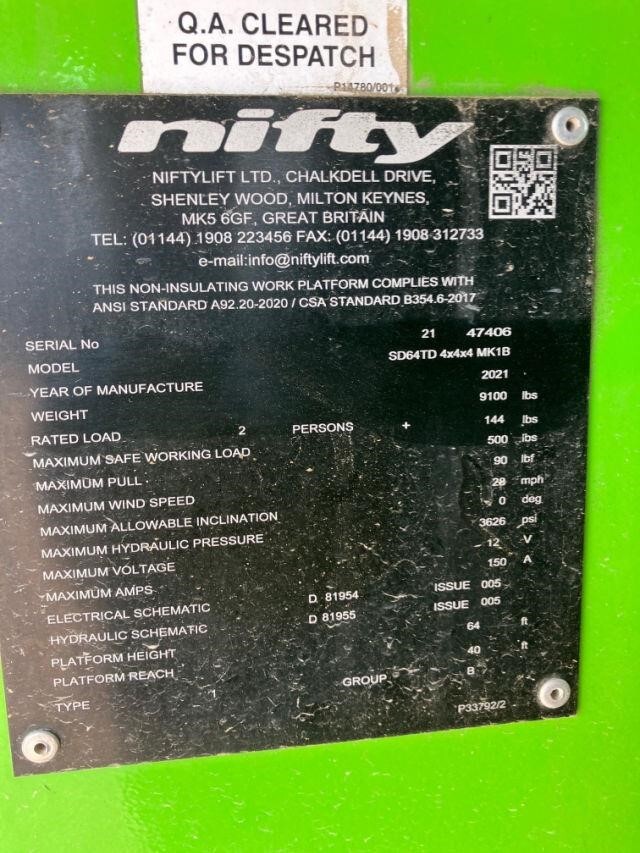 Q.A. CLEARED
FOR DESPATCH
P14780/001
nifty
NIFTYLIFT LTD., CHALKDELL DRIVE,
SHENLEY WOOD, MILTON KEYNES,
MK5 6GF, GREAT BRITAIN
TEL: (01144) 1908 223456 FAX: (01144) 1908 312733
e-mail:info@niftylift.com
THIS NON-INSULATING WORK PLATFORM COMPLIES WITH
ANSI STANDARD A92.20-2020 / CSA STANDARD B354.6-2017
SERIAL No 21 47406
MODEL SD64TD 4x4x4 MK1B
YEAR OF MANUFACTURE 2021
WEIGHT 9100 lbs
RATED LOAD 2 PERSONS + 144 lbs
MAXIMUM SAFE WORKING LOAD 500 lbs
MAXIMUM PULL 90 lbf
MAXIMUM WIND SPEED 28 mph
MAXIMUM ALLOWABLE INCLINATION 0 deg
MAXIMUM HYDRAULIC PRESSURE 3626 psi
MAXIMUM VOLTAGE 12 V
MAXIMUM AMPS 150 A
ELECTRICAL SCHEMATIC D 81954 ISSUE 005
HYDRAULIC SCHEMATIC D 81955 ISSUE 005
PLATFORM HEIGHT 64 ft
PLATFORM REACH 40 ft
TYPE 1 GROUP B
P33792/2